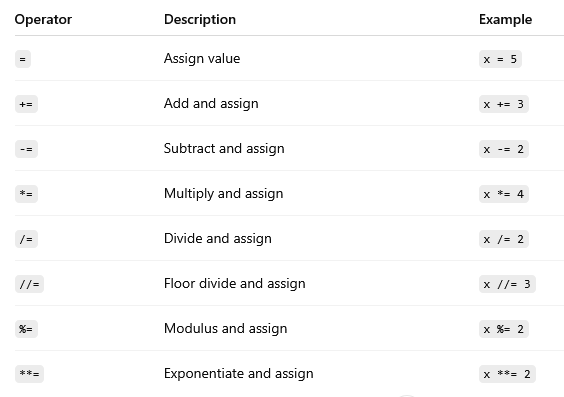 Operator Description Example
= Assign value x = 5
+= Add and assign x += 3
-= Subtract and assign x -= 2
*= Multiply and assign x *= 4
/= Divide and assign x /= 2
//= Floor divide and assign x //= 3
%= Modulus and assign x %= 2
**= Exponentiate and assign x **= 2